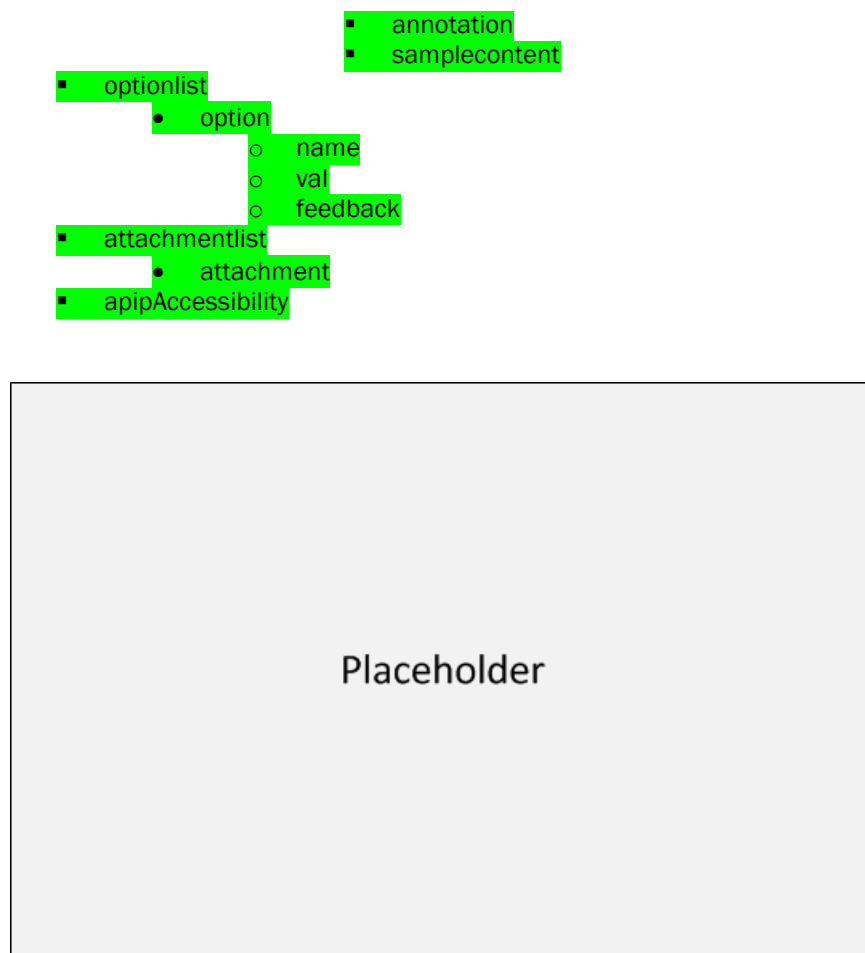 ▪ annotation
▪ samplecontent
▪ optionlist
• option
o name
o val
o feedback
▪ attachmentlist
• attachment
▪ apipAccessibility
Placeholder